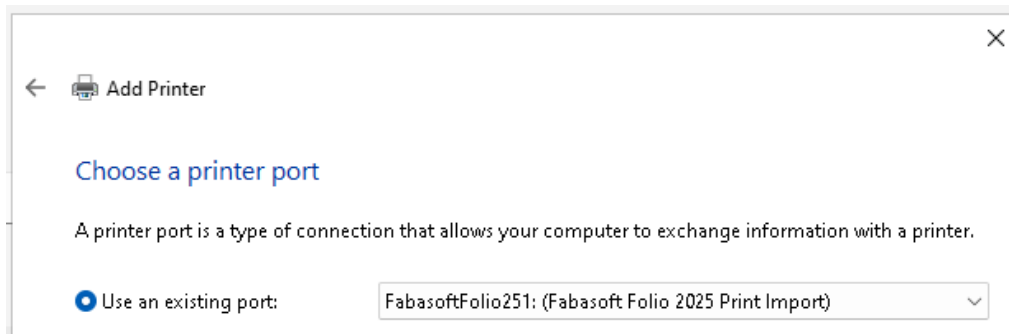 Add Printer
Choose a printer port
A printer port is a type of connection that allows your computer to exchange information with a printer.
Use an existing port: FabasoftFolio251: (Fabasoft Folio 2025 Print Import)